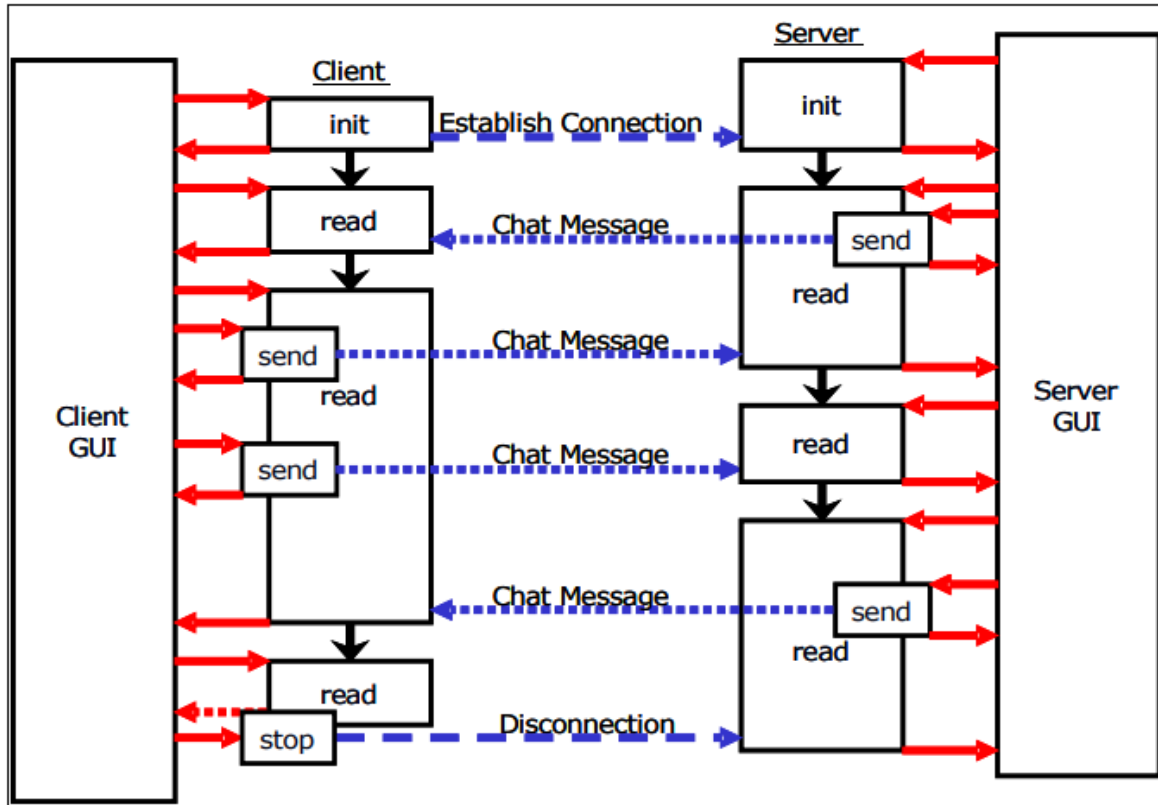 Server
Client
init
init
Establish Connection
read
Chat Message
send
read
Chat Message
send
read
Client
GUI
Server
GUI
Chat Message
send
read
Chat Message
send
read
read
stop
Disconnection